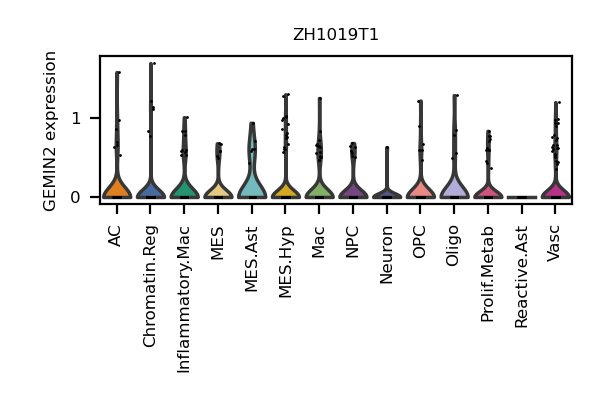 ZH1019T1
GEMIN2 expression
1
0
AC
Chromatin.Reg
Inflammatory.Mac
MES
MES.Ast
MES.Hyp
Mac
NPC
Neuron
OPC
Oligo
Prolif.Metab
Reactive.Ast
Vasc